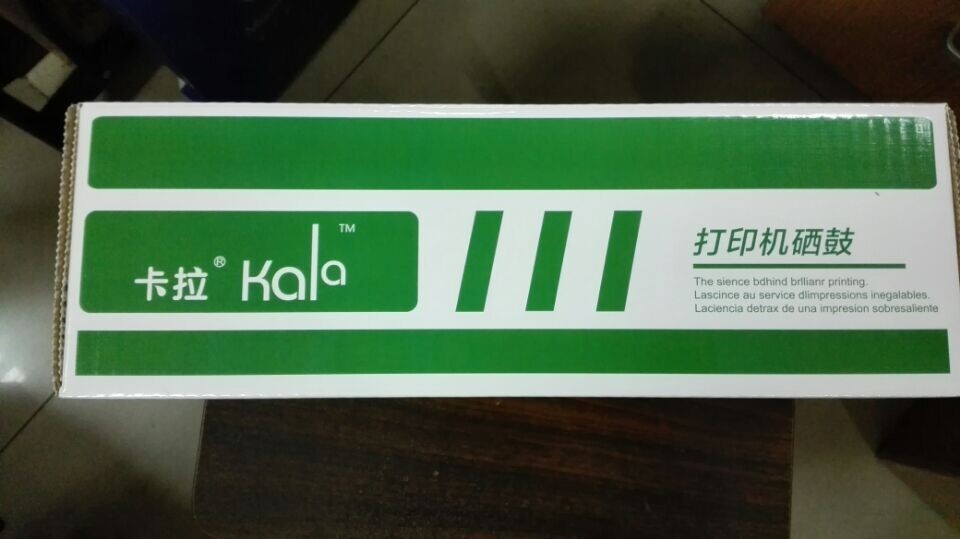 卡拉® Kala™
打印机硒鼓
The sience bdhind brllianr printing.
Lascince au service dlimpressions inegalables.
Laciencia detrax de una impresion sobresaliente